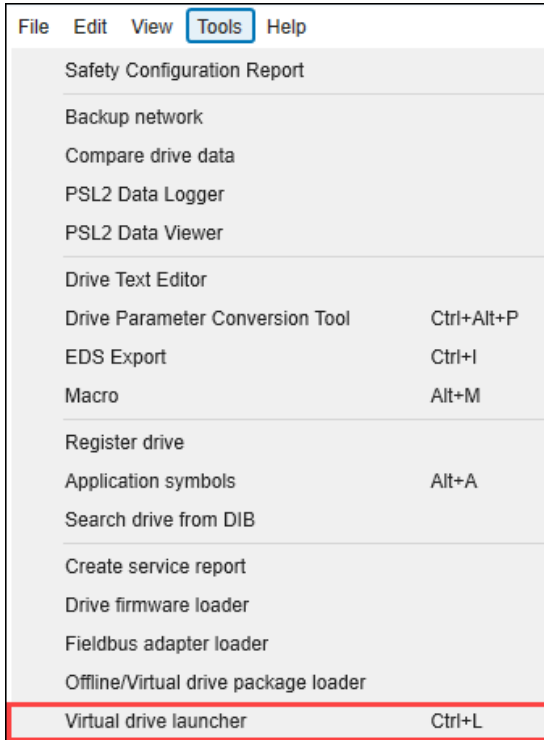 File Edit View Tools Help
Safety Configuration Report
Backup network
Compare drive data
PSL2 Data Logger
PSL2 Data Viewer
Drive Text Editor
Drive Parameter Conversion Tool Ctrl+Alt+P
EDS Export Ctrl+I
Macro Alt+M
Register drive
Application symbols Alt+A
Search drive from DIB
Create service report
Drive firmware loader
Fieldbus adapter loader
Offline/Virtual drive package loader
Virtual drive launcher Ctrl+L